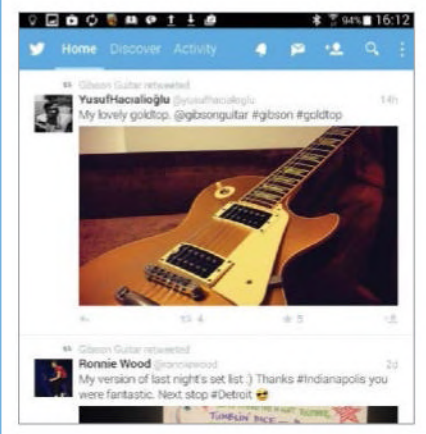 94% 16:12
Home Discover Activity
Gibson Guitar retweeted
YusufHacıalioğlu @yusufhacialioglu 14h
My lovely goldtop. @gibsonguitar #gibson #goldtop
4 5
Gibson Guitar retweeted
Ronnie Wood @ronniewood 2d
My version of last night's set list :) Thanks #Indianapolis you
were fantastic. Next stop #Detroit 😎
TUMBLIN' DICE